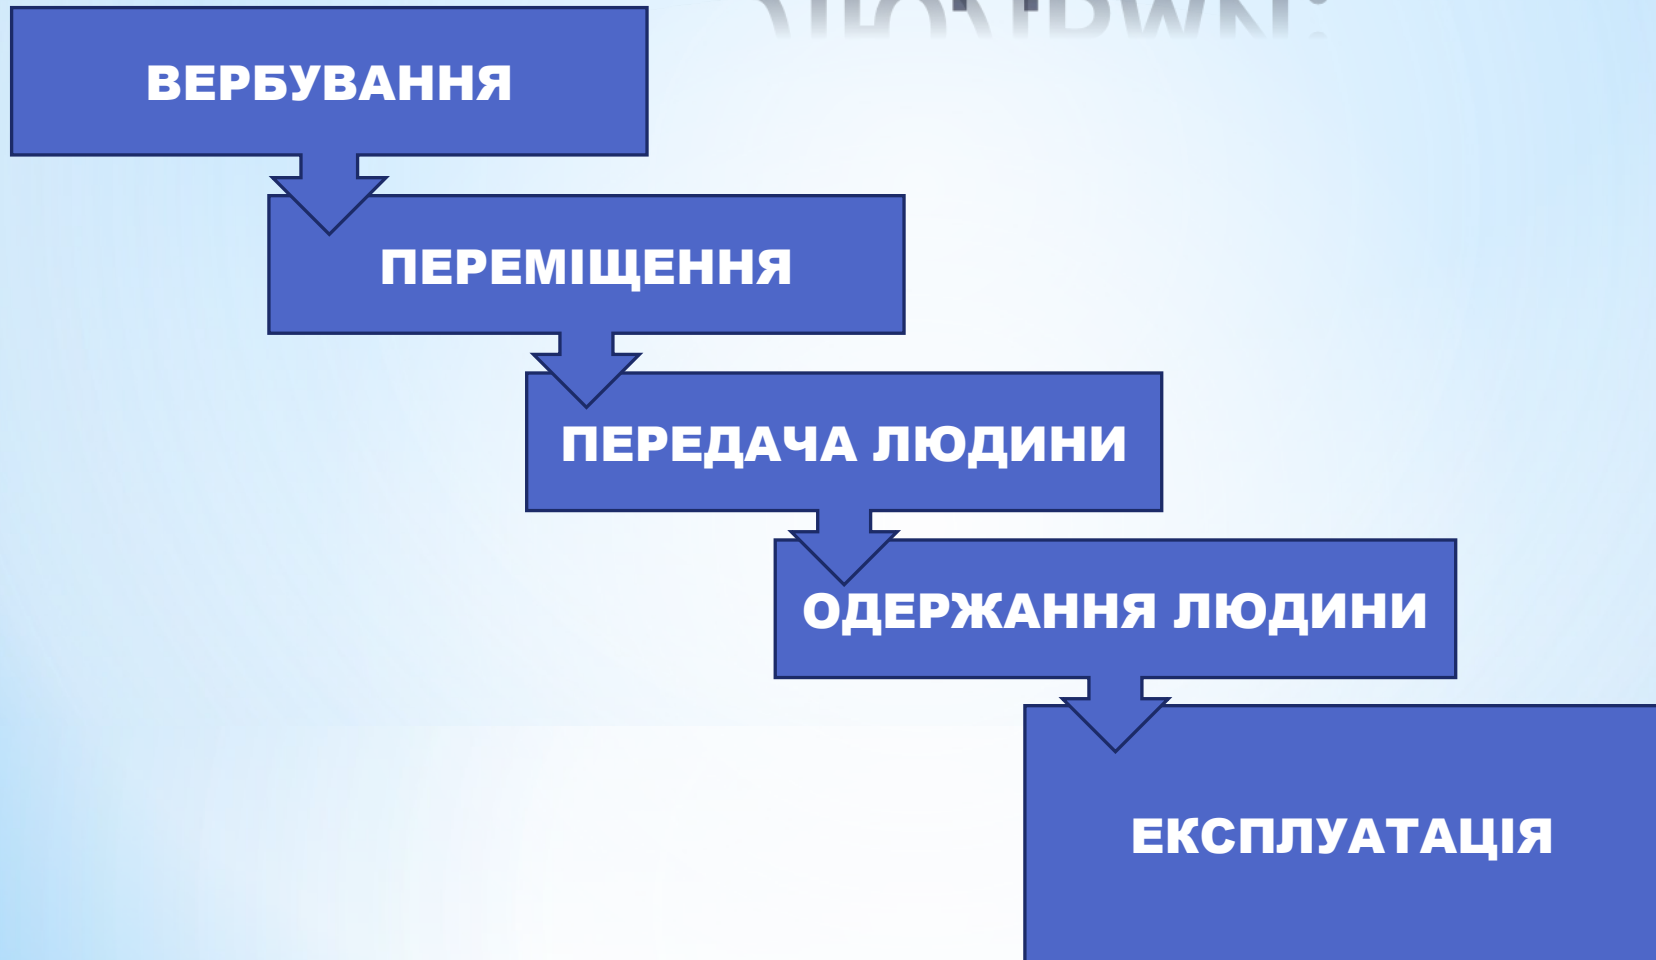 ВЕРБУВАННЯ
ПЕРЕМІЩЕННЯ
ПЕРЕДАЧА ЛЮДИНИ
ОДЕРЖАННЯ ЛЮДИНИ
ЕКСПЛУАТАЦІЯ